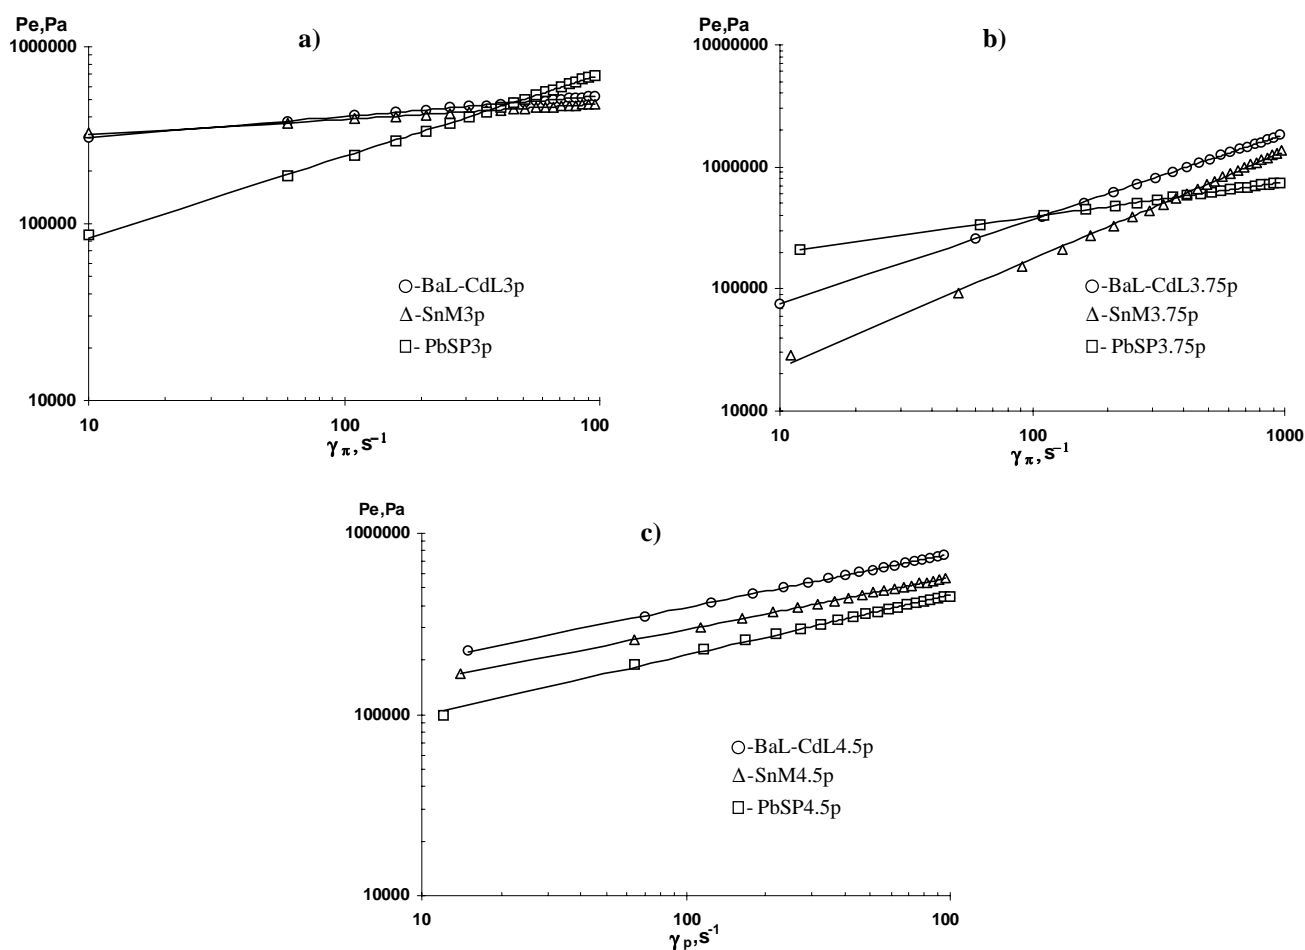 Pe,Pa
a)
1000000
100000
10000
10
100
100
γπ, s⁻¹
-BaL-CdL3p
-SnM3p
- PbSP3p
Pe,Pa
b)
10000000
1000000
100000
10000
10
100
1000
γπ, s⁻¹
-BaL-CdL3.75p
-SnM3.75p
- PbSP3.75p
Pe,Pa
c)
1000000
100000
10000
10
100
100
γp,s⁻¹
-BaL-CdL4.5p
-SnM4.5p
- PbSP4.5p